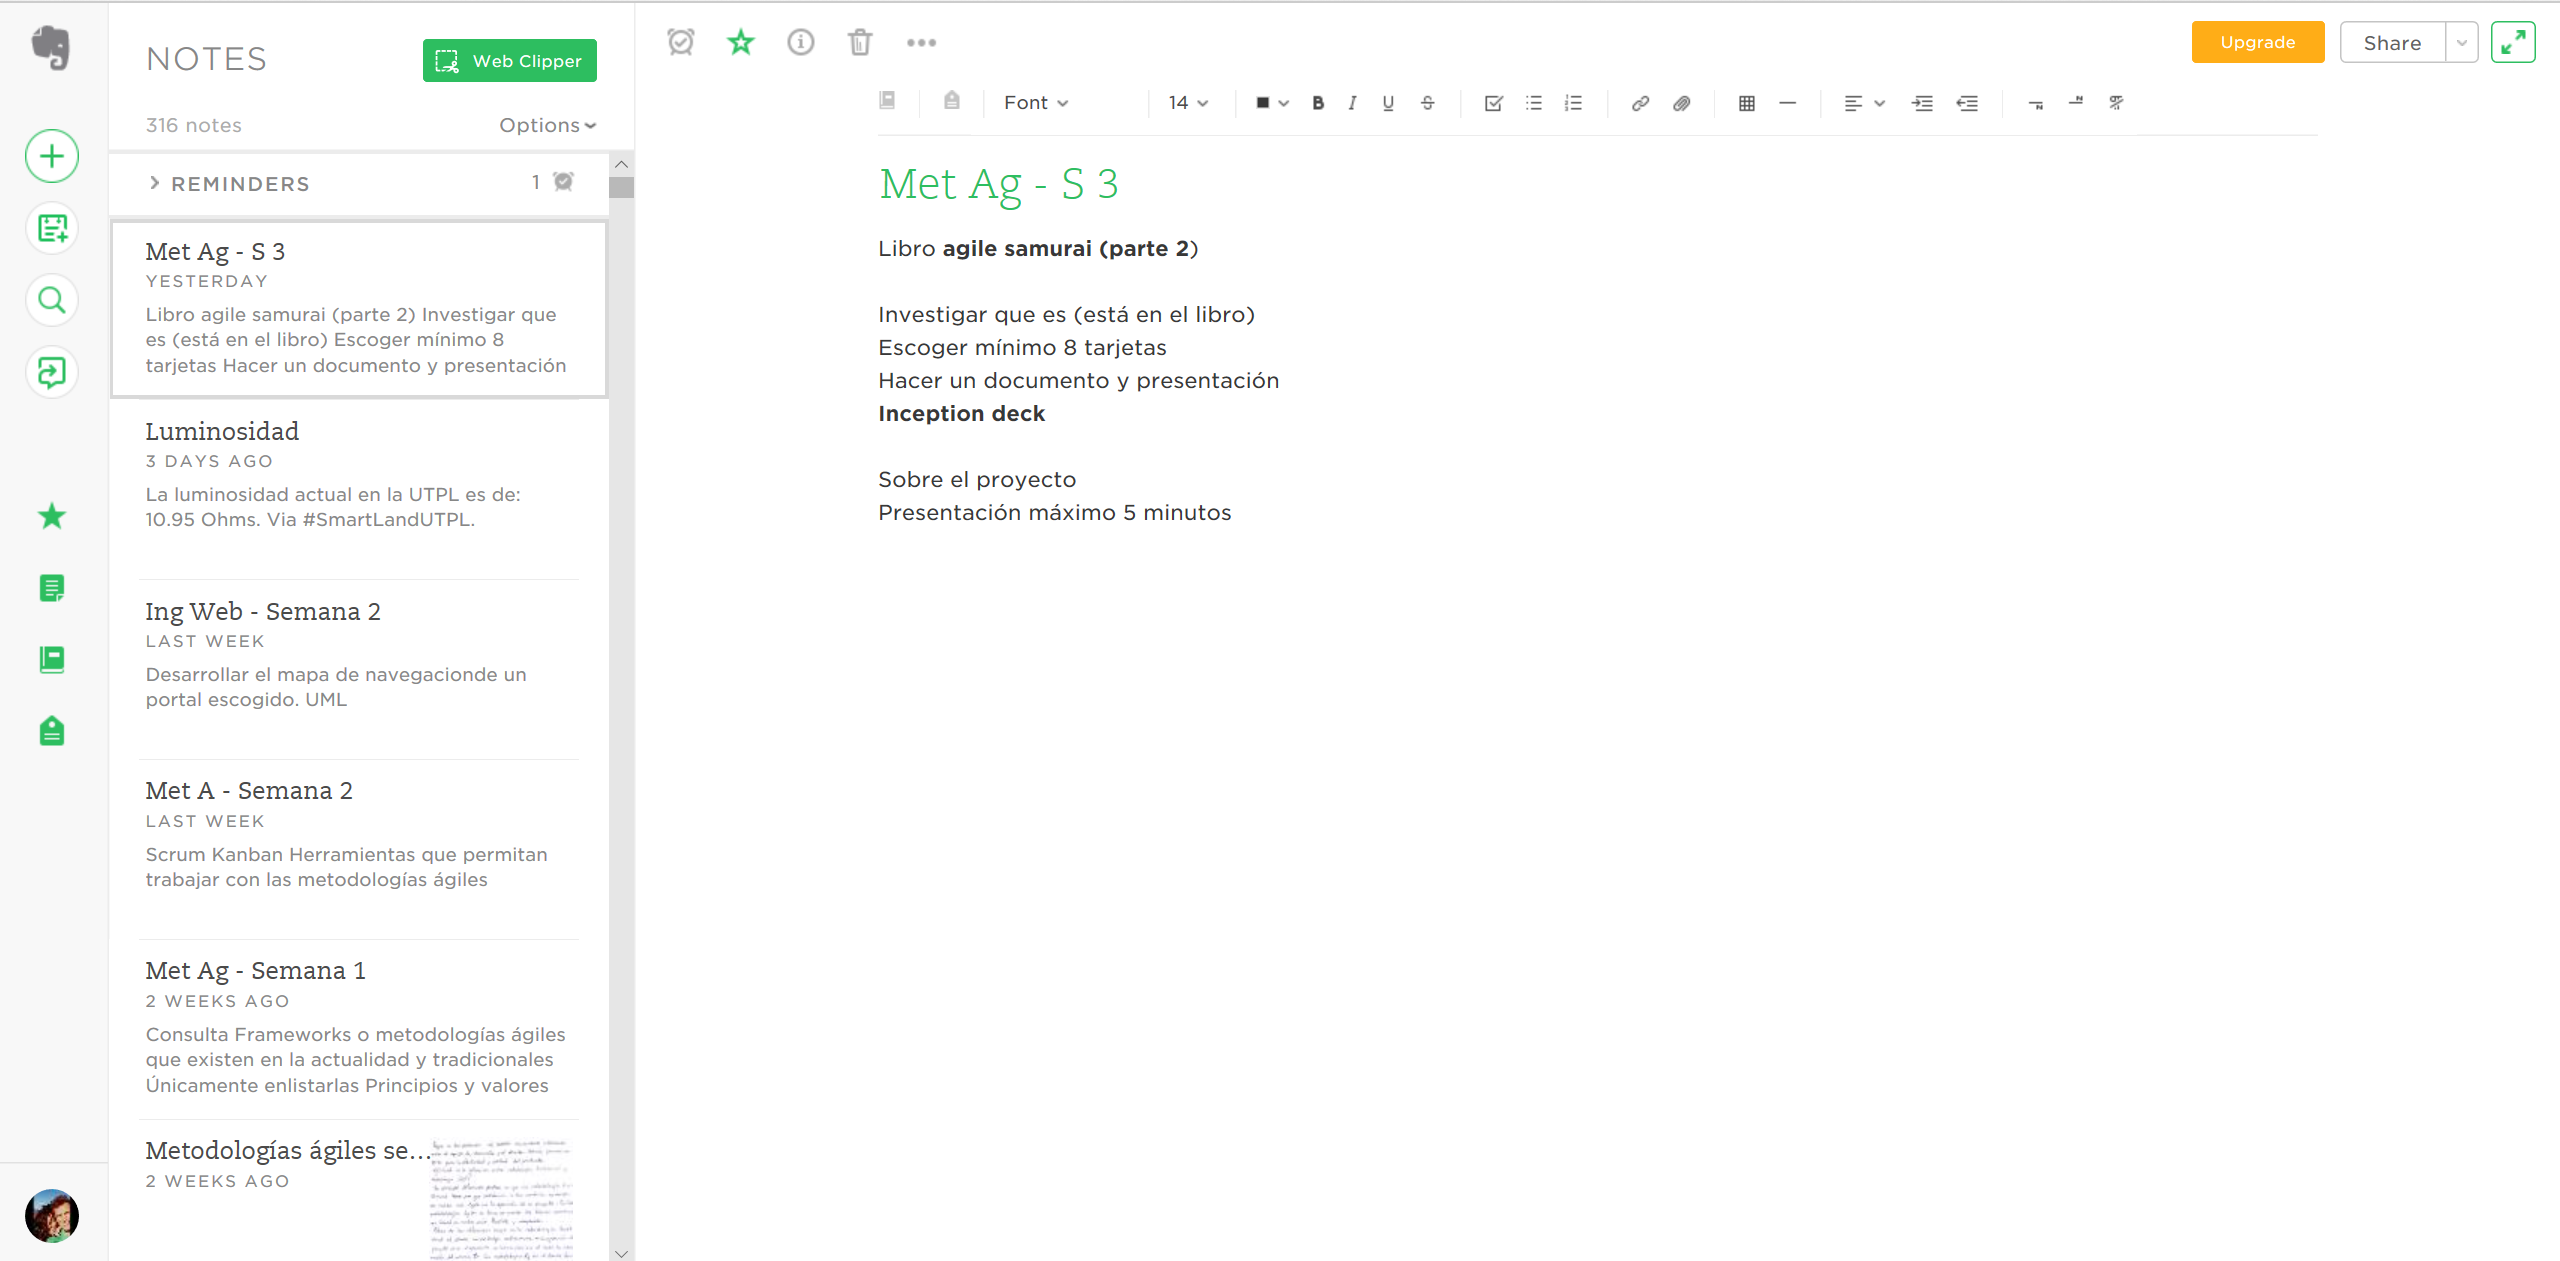 NOTES
Web Clipper
316 notes
Options
REMINDERS
1
Met Ag - S 3
YESTERDAY
Libro agile samurai (parte 2) Investigar que
es (está en el libro) Escoger mínimo 8
tarjetas Hacer un documento y presentación
Luminosidad
3 DAYS AGO
La luminosidad actual en la UTPL es de:
10.95 Ohms. Via #SmartLandUTPL.
Ing Web - Semana 2
LAST WEEK
Desarrollar el mapa de navegacionde un
portal escogido. UML
Met A - Semana 2
LAST WEEK
Scrum Kanban Herramientas que permitan
trabajar con las metodologías ágiles
Met Ag - Semana 1
2 WEEKS AGO
Consulta Frameworks o metodologías ágiles
que existen en la actualidad y tradicionales
Únicamente enlistarlas Principios y valores
Metodologías ágiles se...
2 WEEKS AGO
Upgrade
Share
Font
14
B I U S
Met Ag - S 3
Libro agile samurai (parte 2)
Investigar que es (está en el libro)
Escoger mínimo 8 tarjetas
Hacer un documento y presentación
Inception deck
Sobre el proyecto
Presentación máximo 5 minutos